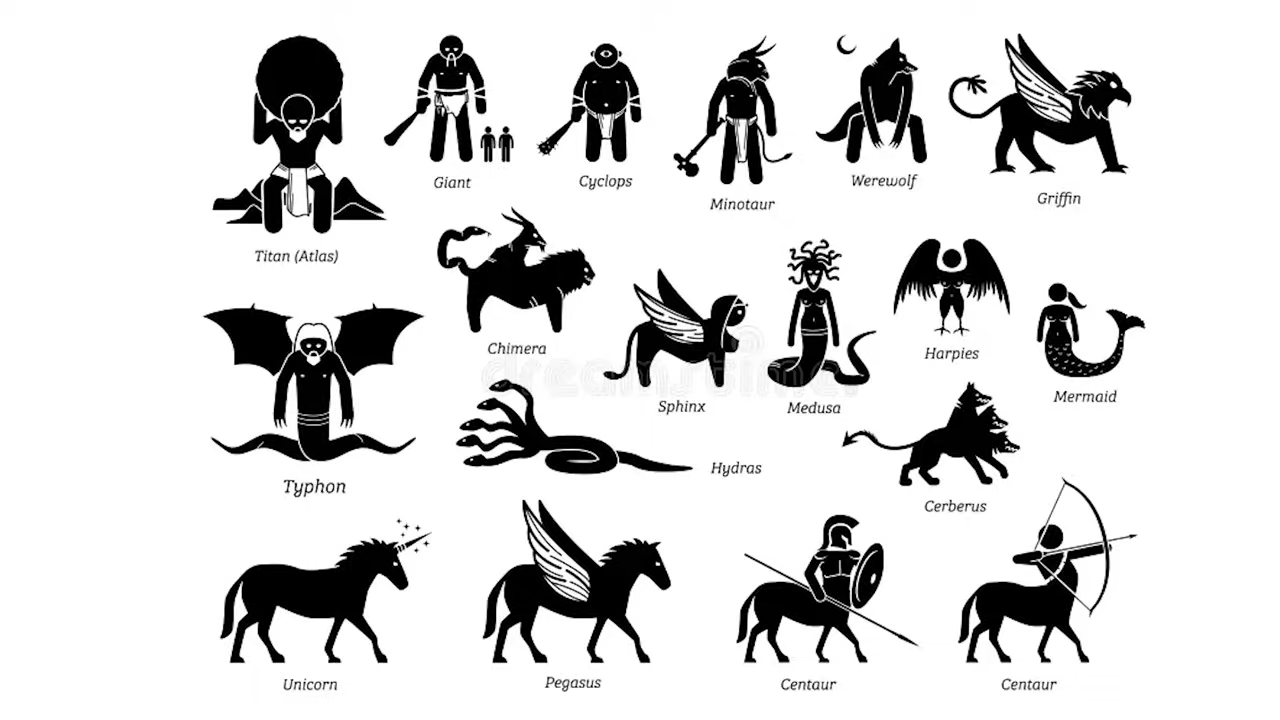 Giant
Cyclops
Minotaur
Werewolf
Griffin
Titan (Atlas)
Chimera
Sphinx
Medusa
Harpies
Mermaid
Typhon
Hydras
Cerberus
Unicorn
Pegasus
Centaur
Centaur
dreamstime